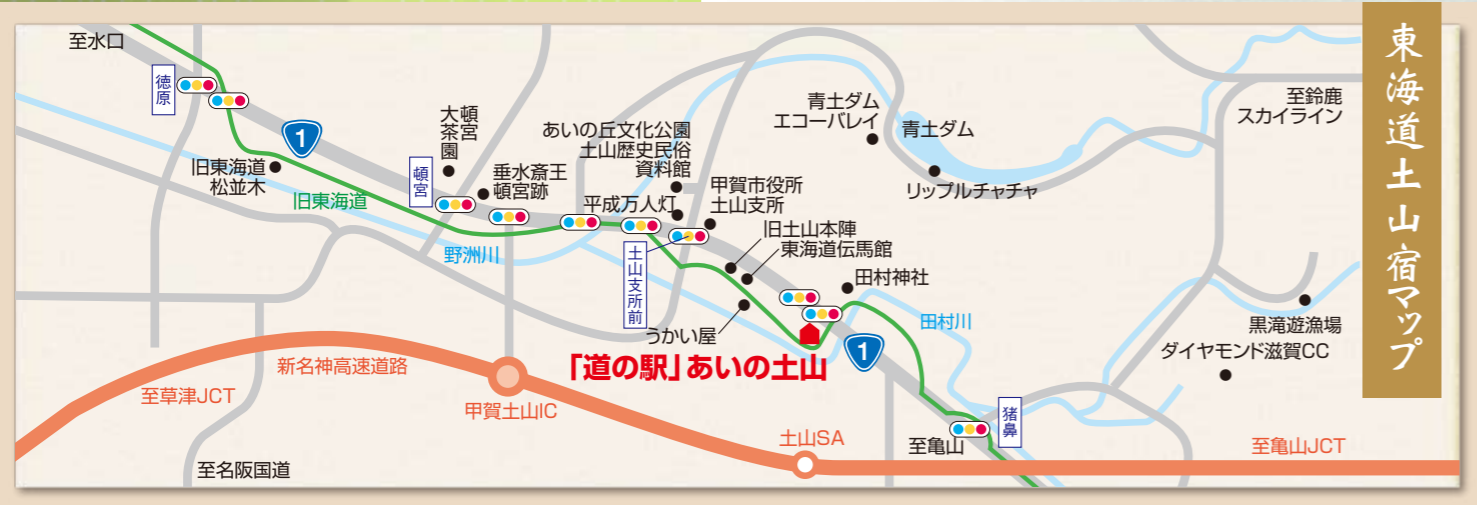 東海道土山宿マップ
至水口
徳原
1
旧東海道
松並木
旧東海道
頓宮
大茶園
頓宮
垂水斎王
頓宮跡
野洲川
あいの丘文化公園
土山歴史民俗
資料館
平成万人灯
甲賀市役所
土山支所
土山支所前
旧土山本陣
東海道伝馬館
うかい屋
田村神社
田村川
「道の駅」あいの土山
1
青土ダム
エコーバレイ
青土ダム
リップルチャチャ
至鈴鹿
スカイライン
黒滝遊漁場
ダイヤモンド滋賀CC
猪鼻
至亀山
至亀山JCT
土山SA
甲賀土山IC
新名神高速道路
至草津JCT
至名阪国道